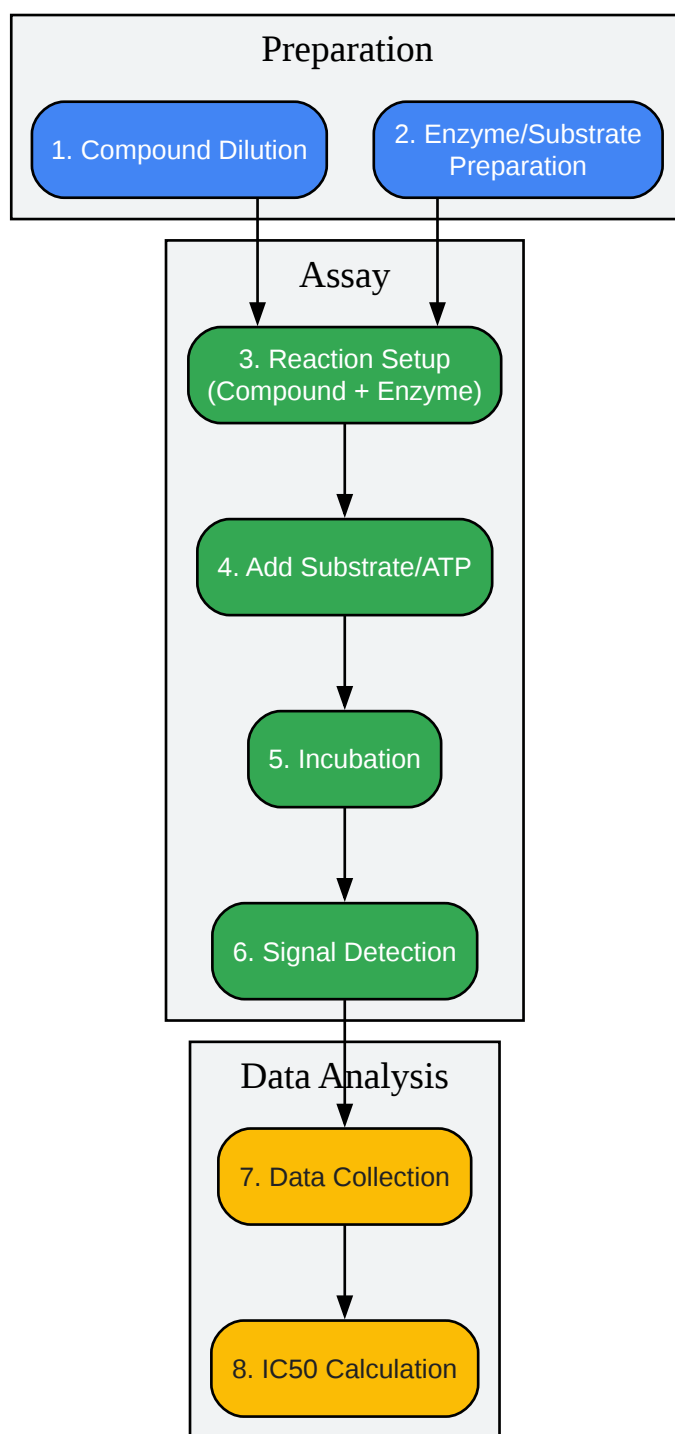 Preparation
1. Compound Dilution
2. Enzyme/Substrate
Preparation
Assay
3. Reaction Setup
(Compound + Enzyme)
4. Add Substrate/ATP
5. Incubation
6. Signal Detection
Data Analysis
7. Data Collection
8. IC50 Calculation